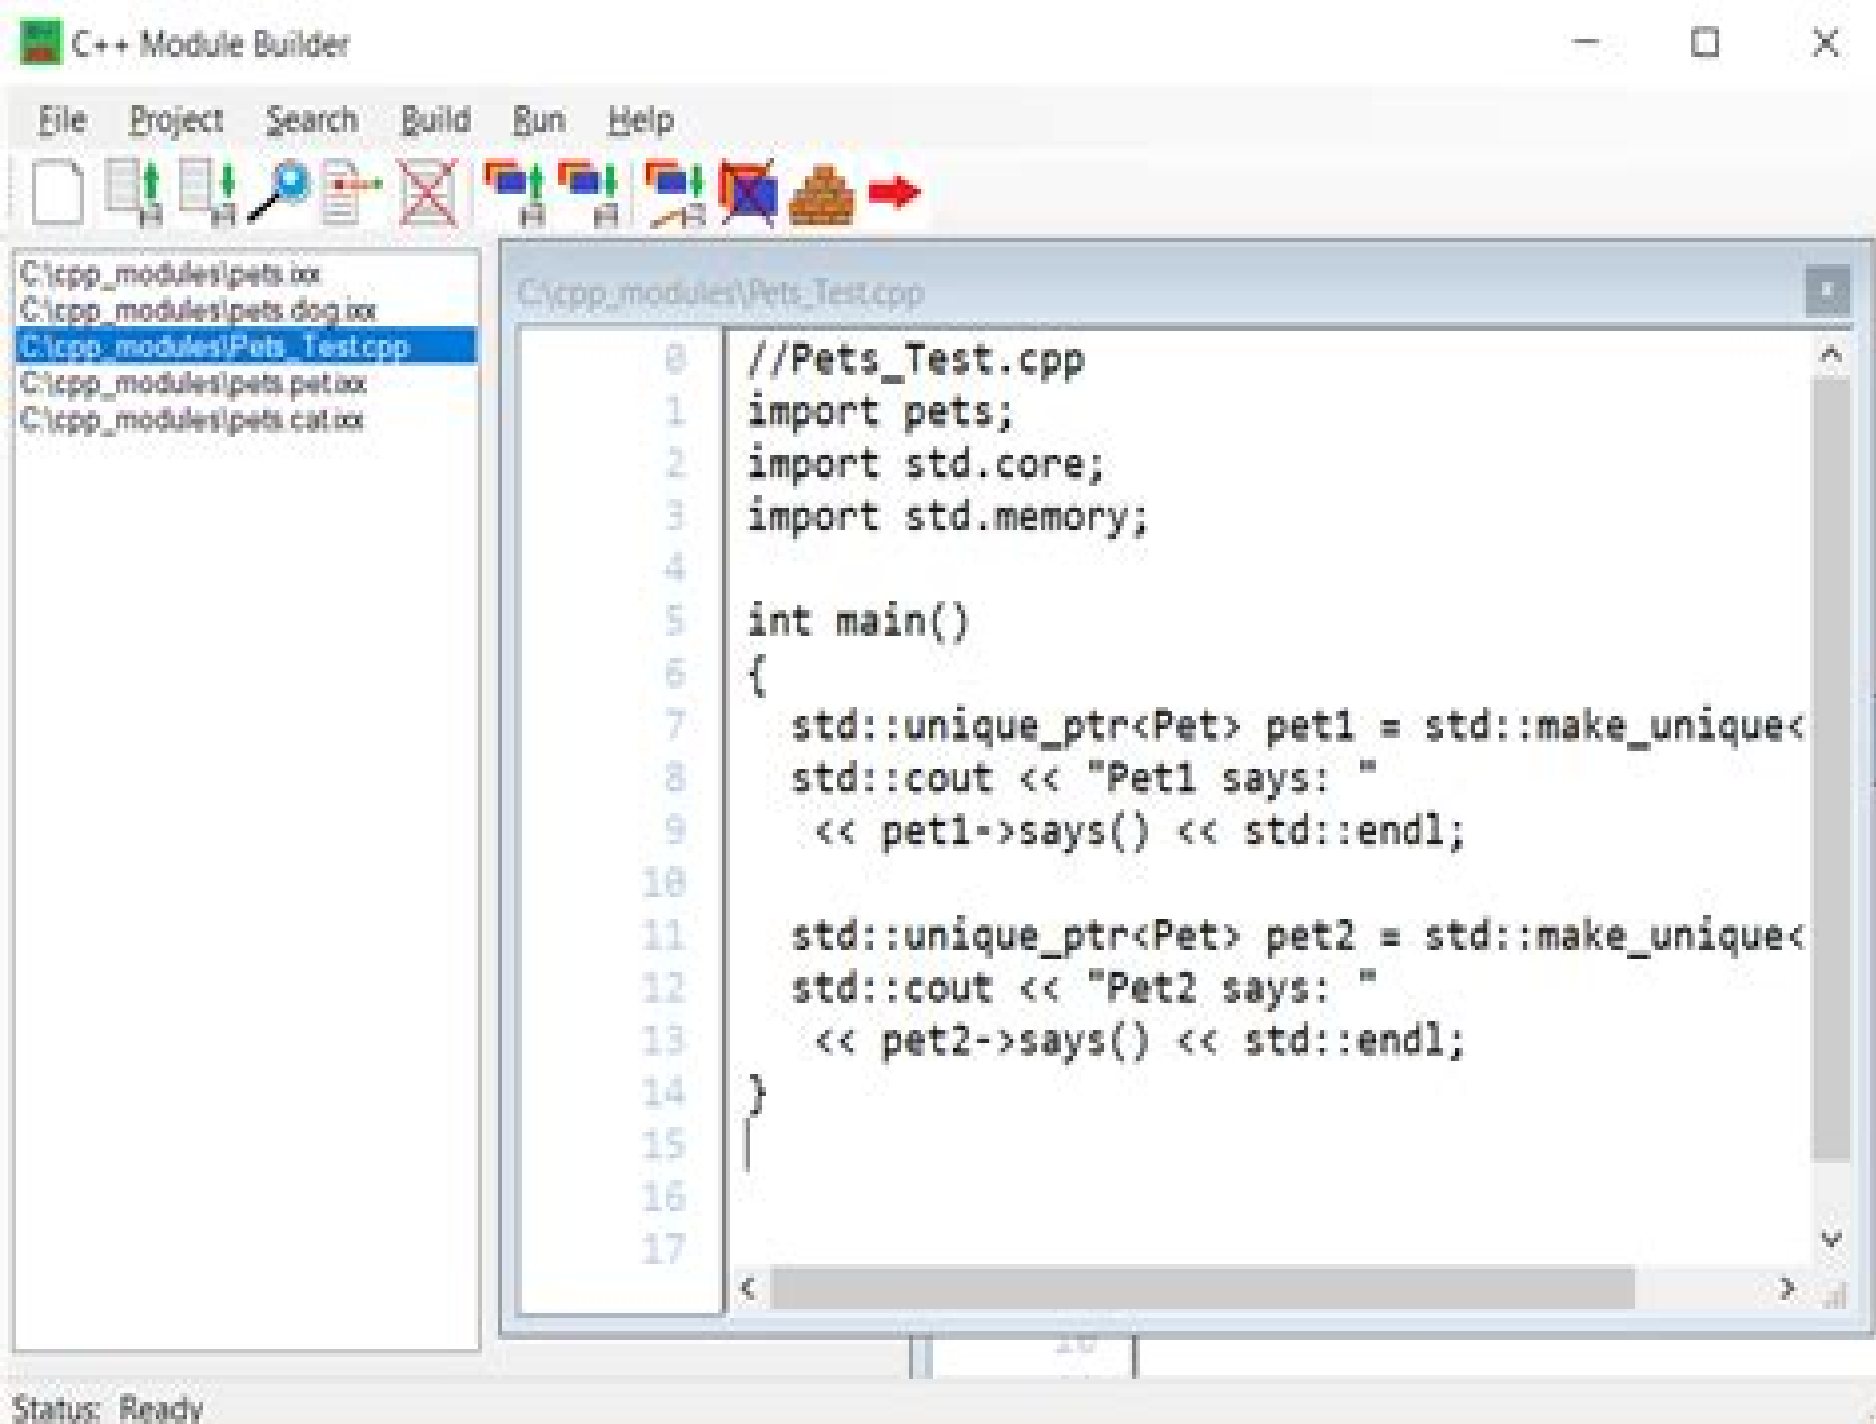 C++ Module Builder
File Project Search Build Run Help
C:\cpp_modules\pets.ixx
C:\cpp_modules\pets.dog.ixx
C:\cpp_modules\Pets_Test.cpp
C:\cpp_modules\pets.pet.ixx
C:\cpp_modules\pets.cat.ixx
C:\cpp_modules\Pets_Test.cpp
0 //Pets_Test.cpp
1 import pets;
2 import std.core;
3 import std.memory;
4
5 int main()
6 {
7 std::unique_ptr<Pet> pet1 = std::make_unique<
8 std::cout << "Pet1 says: "
9 << pet1->says() << std::endl;
10
11 std::unique_ptr<Pet> pet2 = std::make_unique<
12 std::cout << "Pet2 says: "
13 << pet2->says() << std::endl;
14 }
15
16
17
Status: Ready